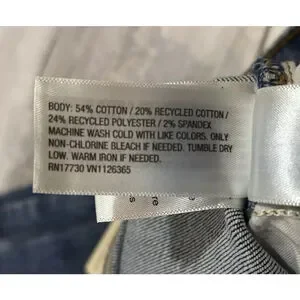 BODY: 54% COTTON / 20% RECYCLED COTTON /
24% RECYCLED POLYESTER / 2% SPANDEX
MACHINE WASH COLD WITH LIKE COLORS. ONLY
NON-CHLORINE BLEACH IF NEEDED. TUMBLE DRY
LOW. WARM IRON IF NEEDED.
RN17730 VN1126365